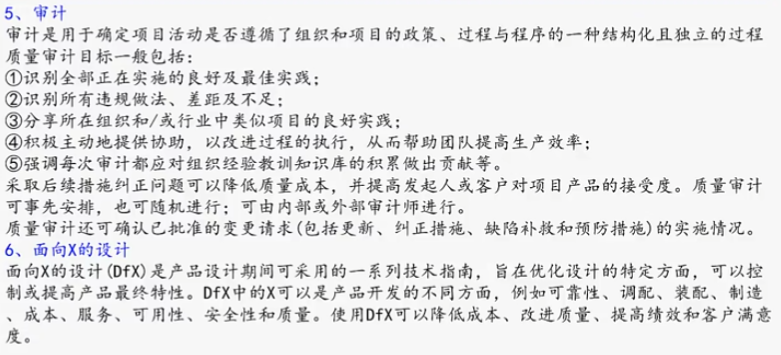 5、审计
审计是用于确定项目活动是否遵循了组织和项目的政策、过程与程序的一种结构化且独立的过程
质量审计目标一般包括:
①识别全部正在实施的良好及最佳实践;
②识别所有违规做法、差距及不足;
③分享所在组织和/或行业中类似项目的良好实践;
④积极主动地提供协助, 以改进过程的执行, 从而帮助团队提高生产效率;
⑤强调每次审计都应对组织经验教训知识库的积累做出贡献等。
采取后续措施纠正问题可以降低质量成本, 并提高发起人或客户对项目产品的接受度。质量审计
可事先安排, 也可随机进行; 可由内部或外部审计师进行。
质量审计还可确认已批准的变更请求(包括更新、纠正措施、缺陷补救和预防措施)的实施情况。
6、面向X的设计
面向X的设计(DfX)是产品设计期间可采用的一系列技术指南, 旨在优化设计的特定方面, 可以控
制或提高产品最终特性。DfX中的X可以是产品开发的不同方面, 例如可靠性、调配、装配、制造
、成本、服务、可用性、安全性和质量。使用DfX可以降低成本、改进质量、提高绩效和客户满意
度。